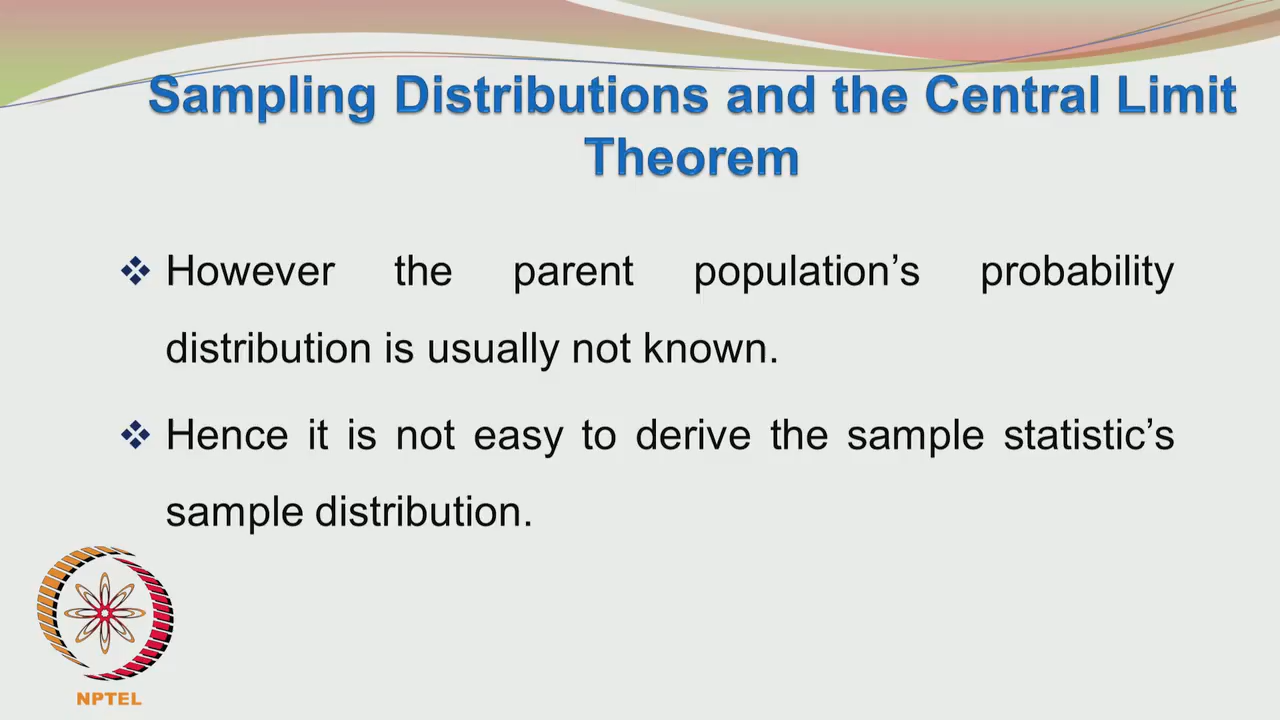 Sampling Distributions and the Central Limit
Theorem
❖ However the parent population’s probability
distribution is usually not known.
❖ Hence it is not easy to derive the sample statistic’s
sample distribution.
NPTEL